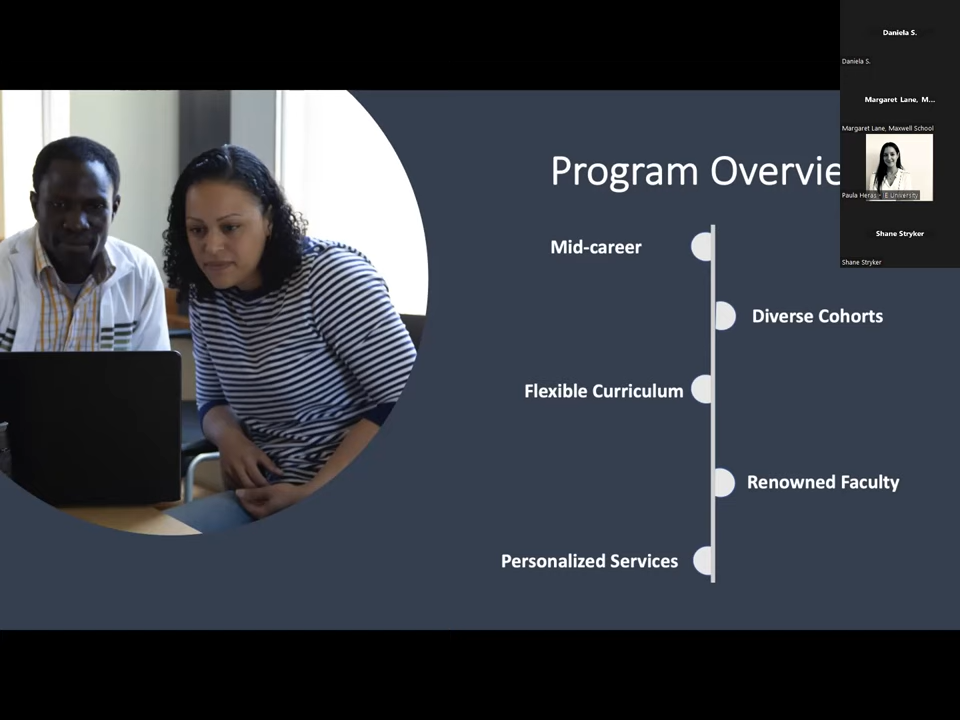 Daniela S.
Daniela S.
Margaret Lane, M...
Margaret Lane, Maxwell School
Paula Heras - IE University
Shane Stryker
Shane Stryker
Program Overvie
Mid-career
Diverse Cohorts
Flexible Curriculum
Renowned Faculty
Personalized Services